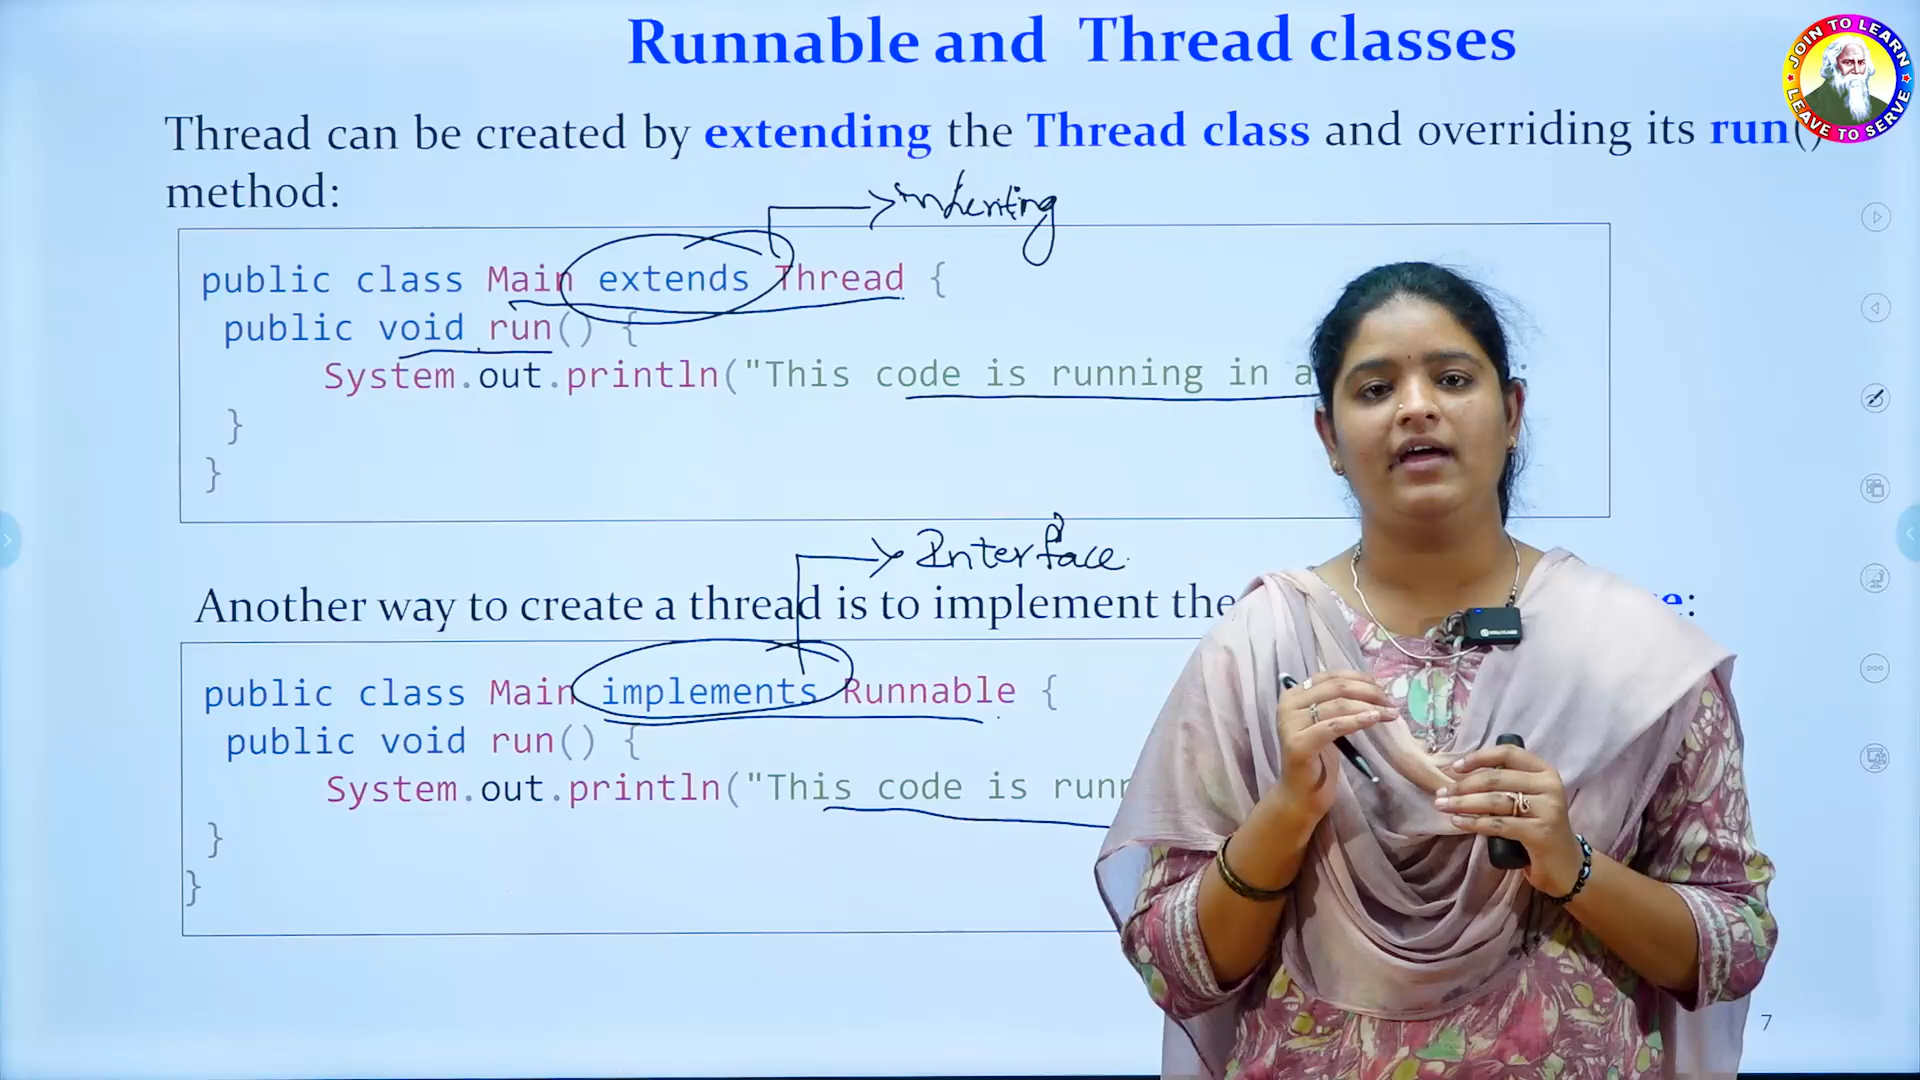 Runnable and Thread classes
JOIN TO LEARN
LEAVE TO SERVE
Thread can be created by extending the Thread class and overriding its run()
method:
inheriting
public class Main extends Thread {
public void run() {
System.out.println("This code is running in a
}
}
Interface
Another way to create a thread is to implement the
:
public class Main implements Runnable {
public void run() {
System.out.println("This code is runn
}
}
7